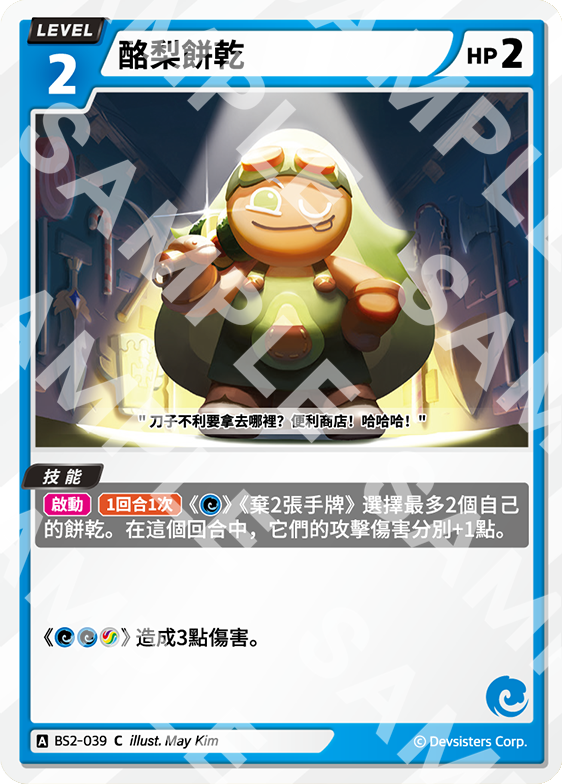 LEVEL
2
酪梨餅乾
HP 2
"刀子不利要拿去哪裡？便利商店！哈哈哈！"
技能
啟動 1回合1次 《》《棄2張手牌》選擇最多2個自己
的餅乾。在這個回合中，它們的攻擊傷害分別+1點。
《》造成3點傷害。
A BS2-039 C illust. May Kim
© Devsisters Corp.
SAMPLE SAMPLE SAMPLE SAMPLE